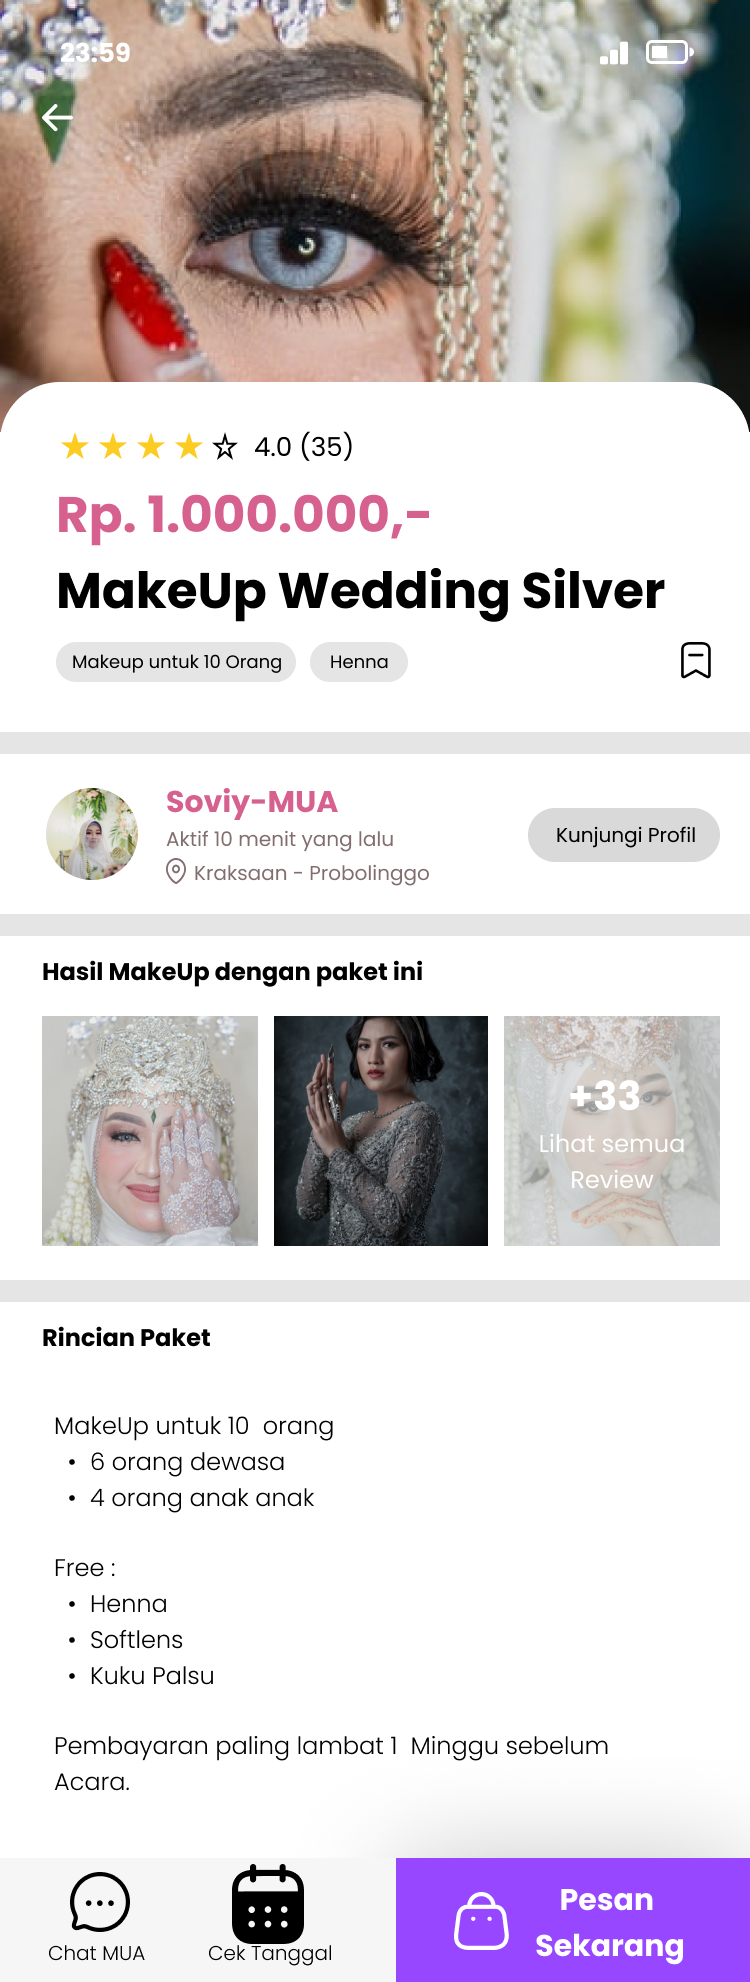 23:59
4.0 (35)
Rp. 1.000.000,-
MakeUp Wedding Silver
Makeup untuk 10 Orang
Henna
Soviy-MUA
Aktif 10 menit yang lalu
Kraksaan - Probolinggo
Kunjungi Profil
Hasil MakeUp dengan paket ini
+33
Lihat semua
Review
Rincian Paket
MakeUp untuk 10  orang
• 6 orang dewasa
• 4 orang anak anak
Free :
• Henna
• Softlens
• Kuku Palsu
Pembayaran paling lambat 1  Minggu sebelum
Acara.
Chat MUA
Cek Tanggal
Pesan
Sekarang